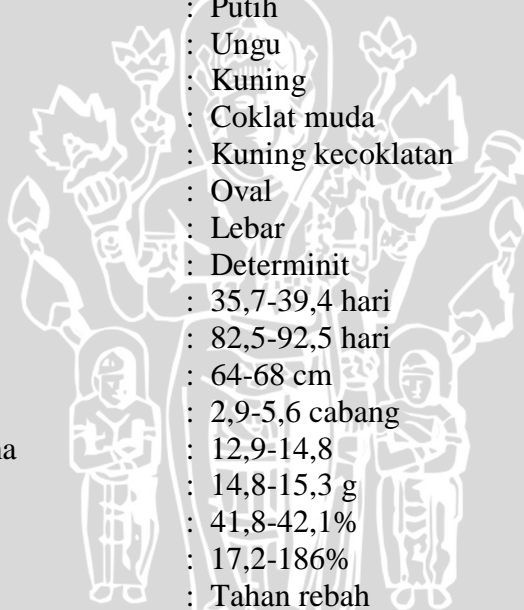 : Putih
: Ungu
: Kuning
: Coklat muda
: Kuning kecoklatan
: Oval
: Lebar
: Determinit
: 35,7-39,4 hari
: 82,5-92,5 hari
: 64-68 cm
: 2,9-5,6 cabang
: 12,9-14,8
: 14,8-15,3 g
: 41,8-42,1%
: 17,2-186%
: Tahan rebah